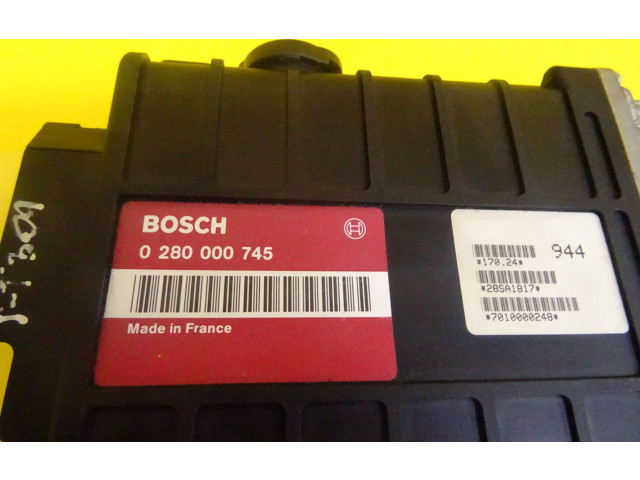 BOSCH
0 280 000 745
Made in France
944
*170.24*
*28SA1817*
*7010000248*